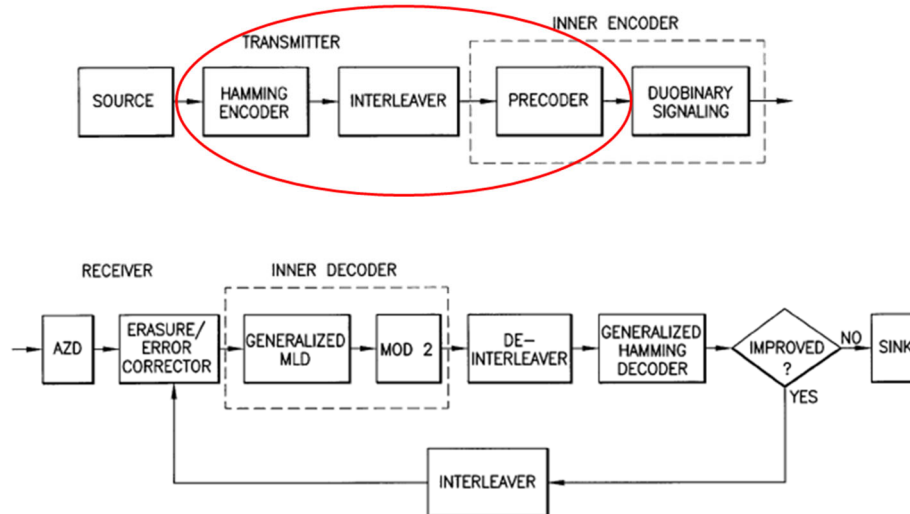 INNER ENCODER
TRANSMITTER
SOURCE
HAMMING
ENCODER
INTERLEAVER
PRECODER
DUOBINARY
SIGNALING
RECEIVER
INNER DECODER
AZD
ERASURE/
ERROR
CORRECTOR
GENERALIZED
MLD
MOD 2
DE-
INTERLEAVER
GENERALIZED
HAMMING
DECODER
IMPROVED
?
NO
YES
SINK
INTERLEAVER